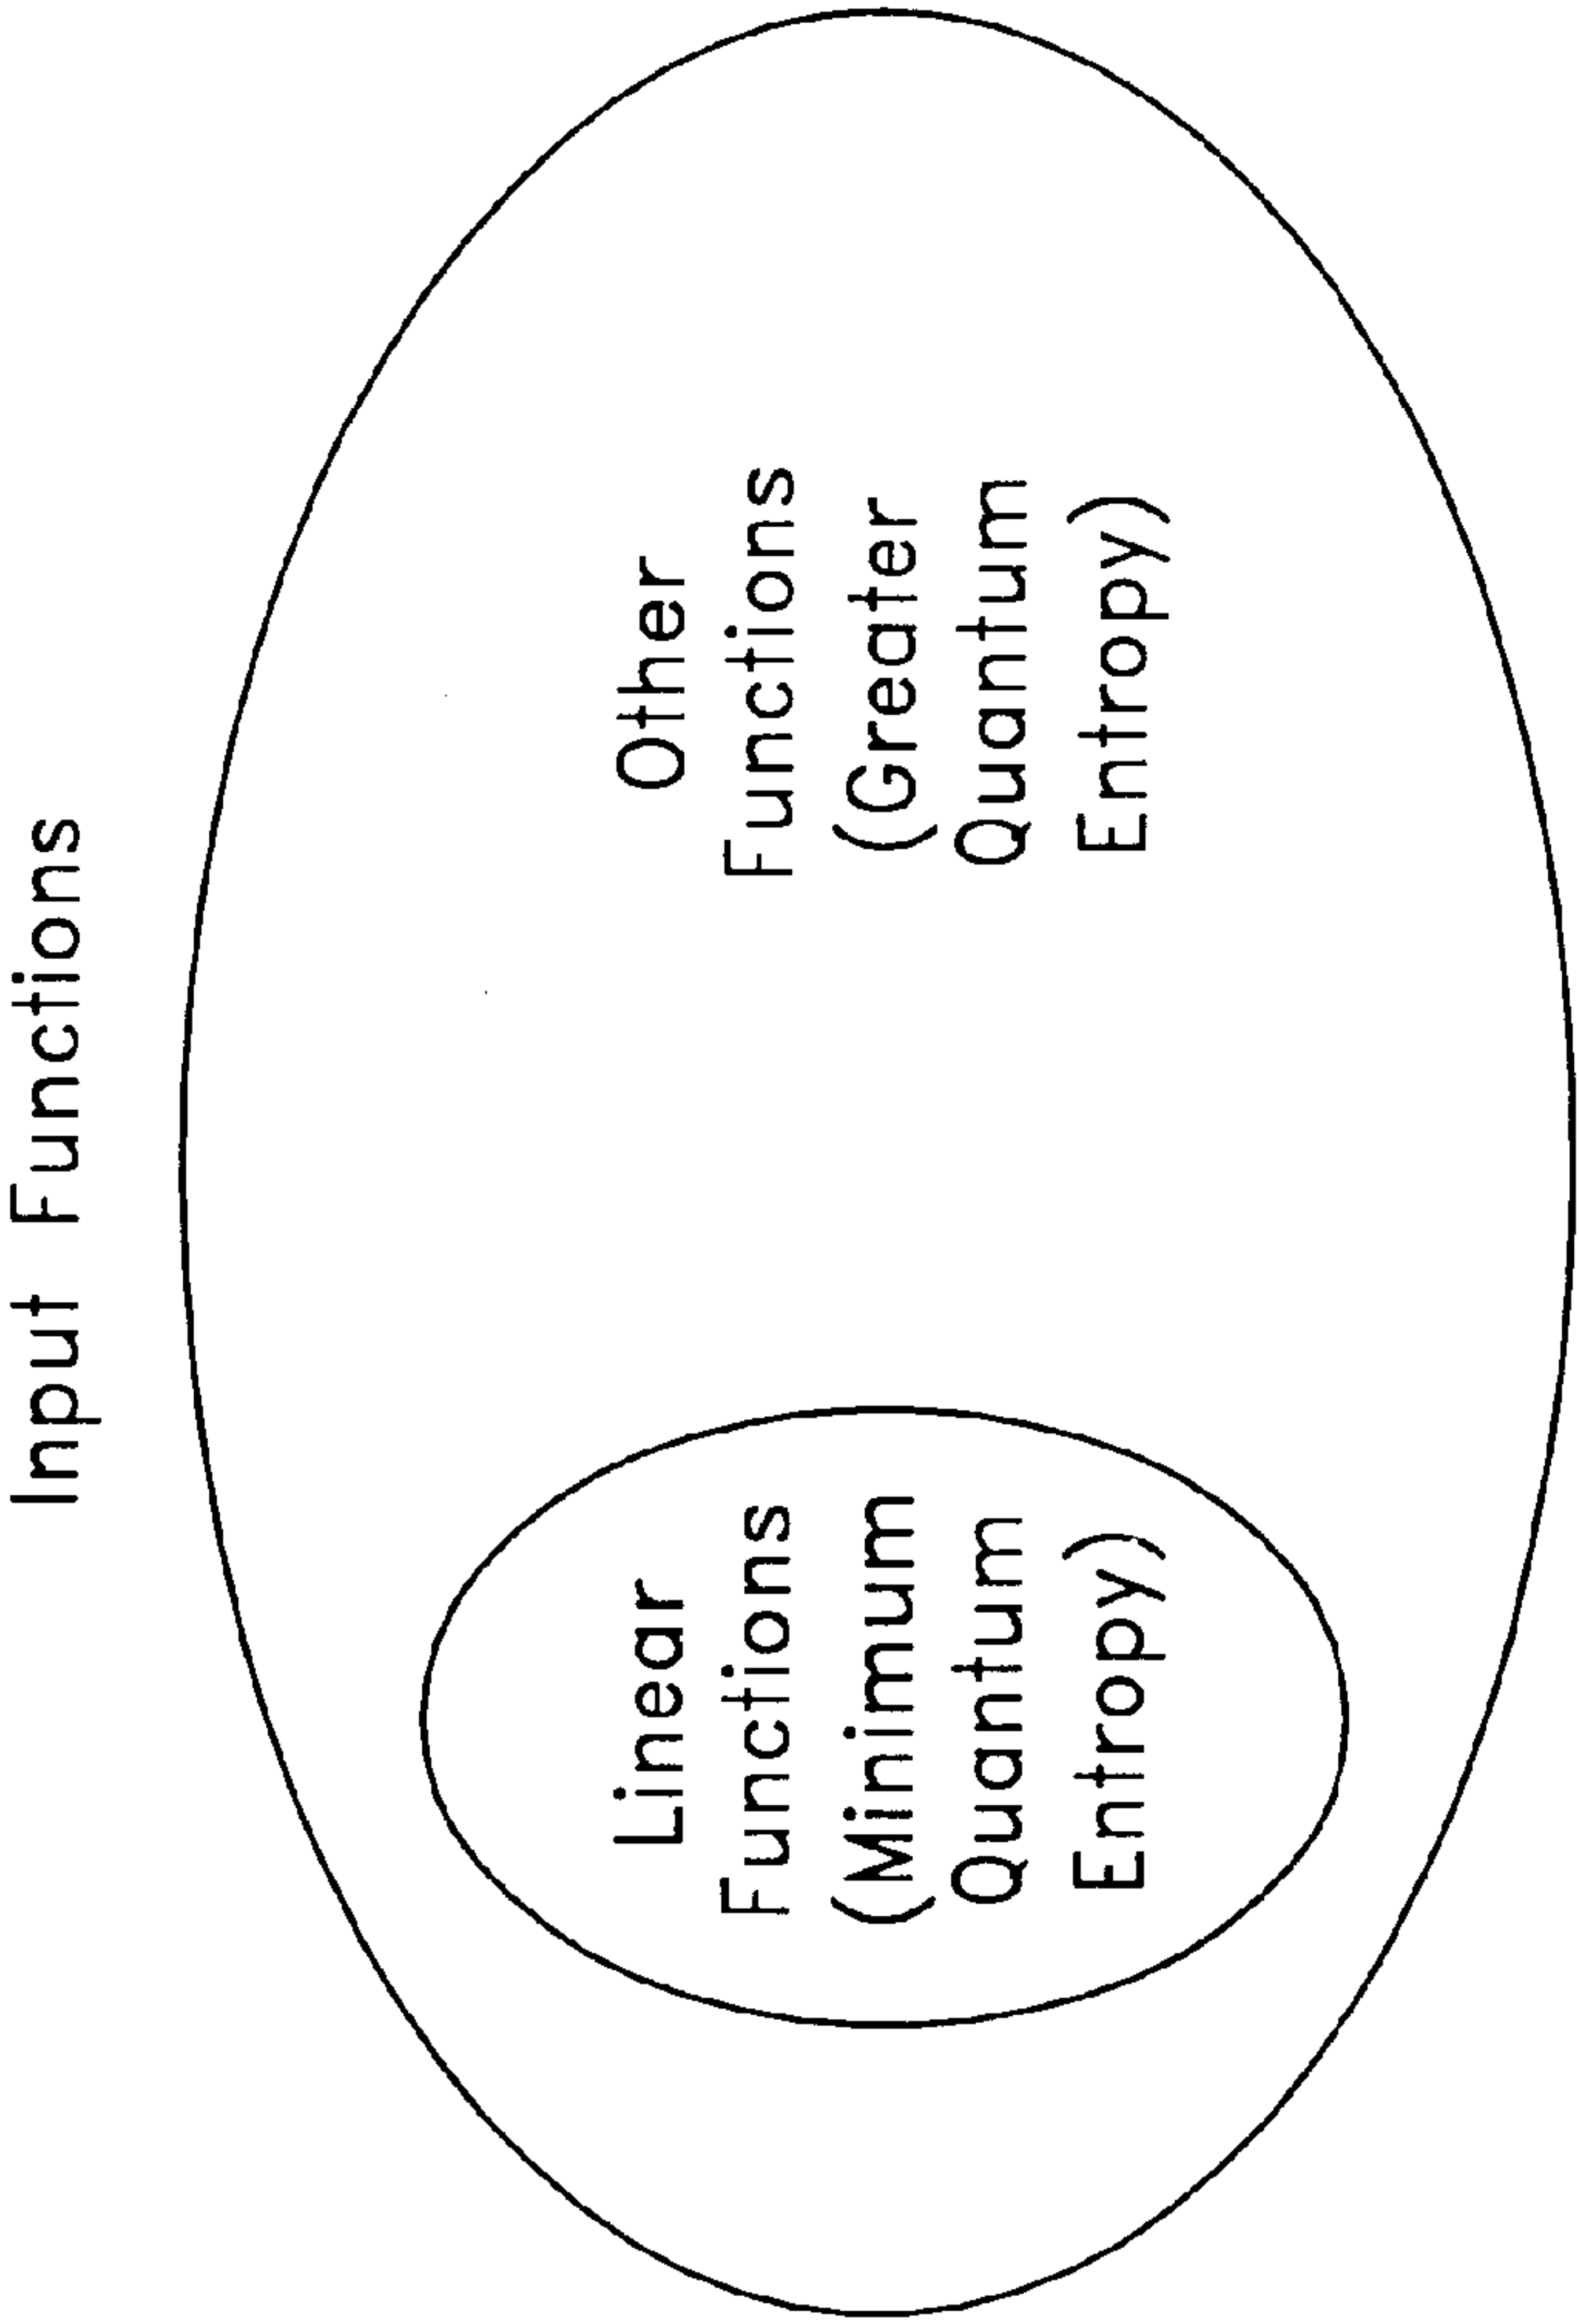 Input Functions
Linear
Functions
(Minimum
Quantum
Entropy)
Other
Functions
(Greater
Quantum
Entropy)